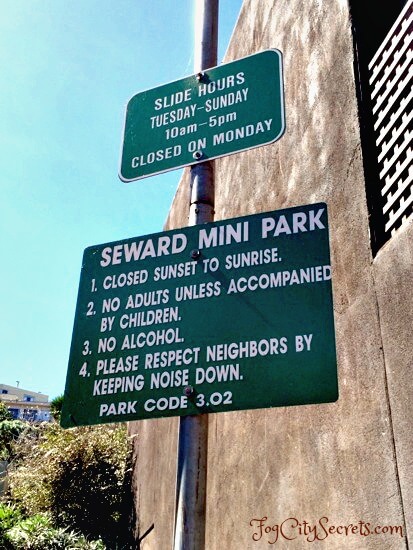 SLIDE HOURS
TUESDAY-SUNDAY
10am-5pm
CLOSED ON MONDAY
SEWARD MINI PARK
1. CLOSED SUNSET TO SUNRISE.
2. NO ADULTS UNLESS ACCOMPANIED
BY CHILDREN.
3. NO ALCOHOL.
4. PLEASE RESPECT NEIGHBORS BY
KEEPING NOISE DOWN.
PARK CODE 3.02
FogCitySecrets.com